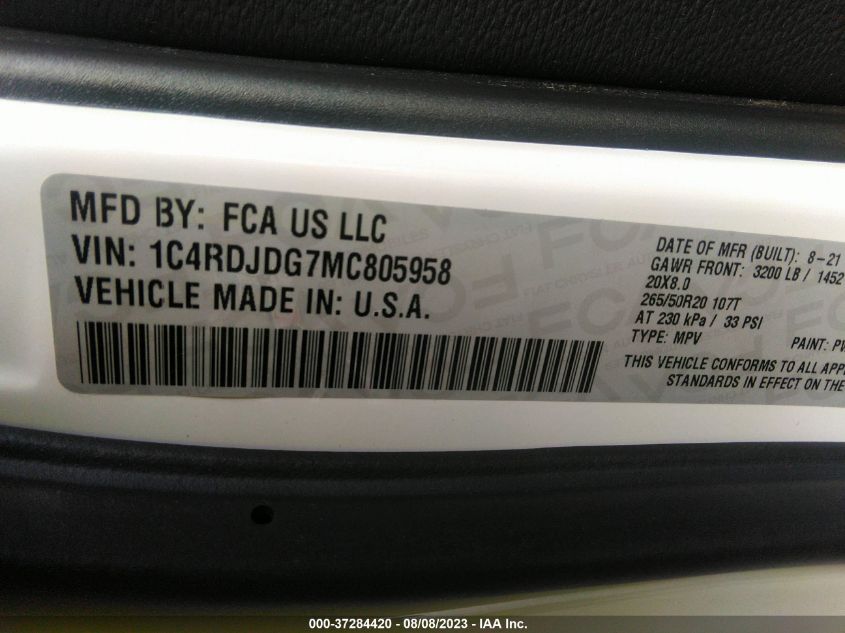 MFD BY: FCA US LLC
VIN: 1C4RDJDG7MC805958
VEHICLE MADE IN: U.S.A.
DATE OF MFR (BUILT): 8-21
GAWR FRONT: 3200 LB / 1452
20X8.0
265/50R20 107T
AT 230 kPa / 33 PSI
TYPE: MPV
PAINT: PW
THIS VEHICLE CONFORMS TO ALL APP
STANDARDS IN EFFECT ON THE
000-37284420 - 08/08/2023 - IAA Inc.